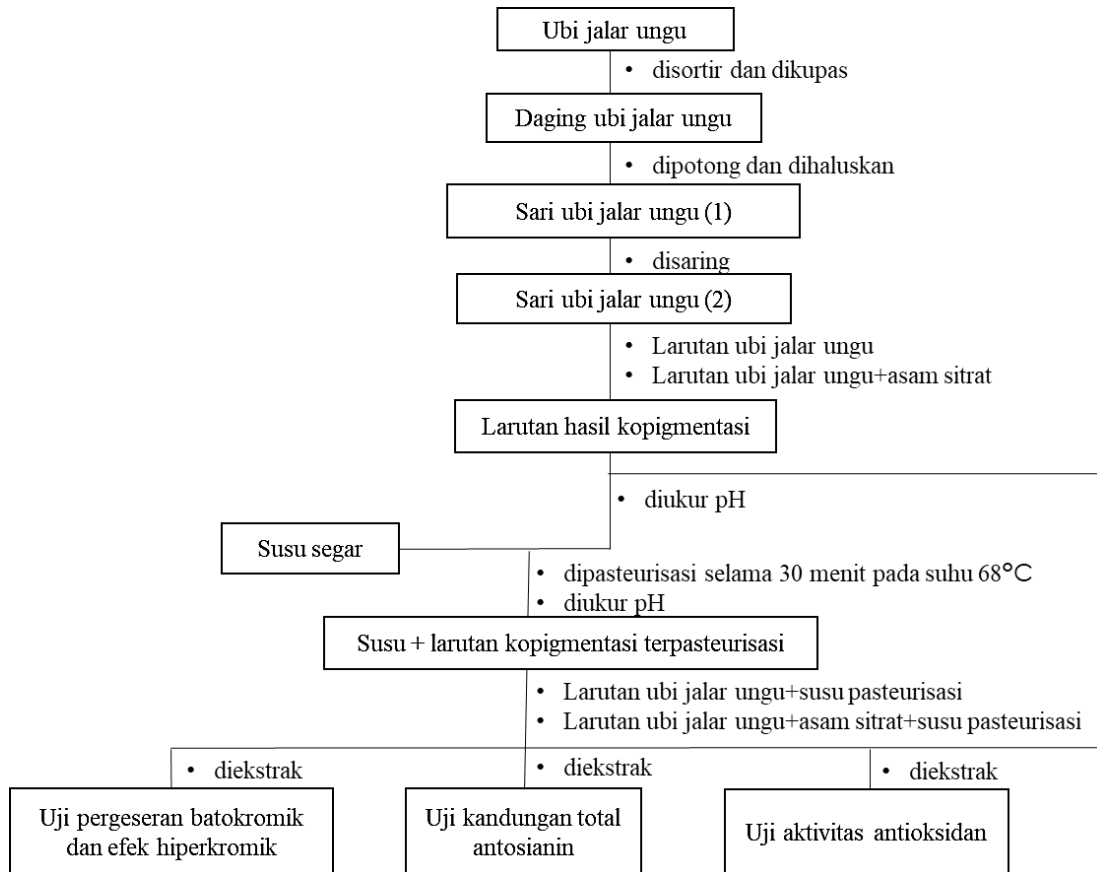 Ubi jalar ungu
• disortir dan dikupas
Daging ubi jalar ungu
• dipotong dan dihaluskan
Sari ubi jalar ungu (1)
• disaring
Sari ubi jalar ungu (2)
• Larutan ubi jalar ungu
• Larutan ubi jalar ungu+asam sitrat
Larutan hasil kopigmentasi
• diukur pH
Susu segar
• dipasteurisasi selama 30 menit pada suhu 68°C
• diukur pH
Susu + larutan kopigmentasi terpasteurisasi
• Larutan ubi jalar ungu+susu pasteurisasi
• Larutan ubi jalar ungu+asam sitrat+susu pasteurisasi
• diekstrak
• diekstrak
• diekstrak
Uji pergeseran batokromik
dan efek hiperkromik
Uji kandungan total
antosianin
Uji aktivitas antioksidan